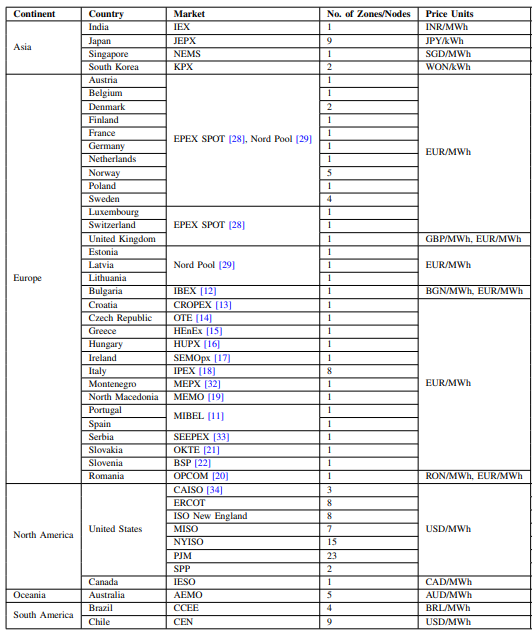 Continent Country Market No. of Zones/Nodes Price Units
Asia
India IEX 1 INR/MWh
Japan JEPX 9 JPY/kWh
Singapore NEMS 1 SGD/MWh
South Korea KPX 2 WON/kWh
Europe
Austria 1
Belgium 1
Denmark 2
Finland 1
France 1
EPEX SPOT [28], Nord Pool [29]
Germany 1
EUR/MWh
Netherlands 1
Norway 5
Poland 1
Sweden 4
Luxembourg 1
Switzerland EPEX SPOT [28] 1
United Kingdom 1 GBP/MWh, EUR/MWh
Estonia 1
Latvia Nord Pool [29] 1 EUR/MWh
Lithuania 1
Bulgaria IBEX [12] 1 BGN/MWh, EUR/MWh
Croatia CROPEX [13] 1
Czech Republic OTE [14] 1
Greece HEnEx [15] 1
Hungary HUPX [16] 1
Ireland SEMOpx [17] 1
Italy IPEX [18] 8
EUR/MWh
Montenegro MEPX [32] 1
North Macedonia MEMO [19] 1
Portugal 1
MIBEL [11]
Spain 1
Serbia SEEPEX [33] 1
Slovakia OKTE [21] 1
Slovenia BSP [22] 1
Romania OPCOM [20] 1 RON/MWh, EUR/MWh
North America
United States
CAISO [34] 3
ERCOT 8
ISO New England 8
MISO 7
USD/MWh
NYISO 15
PJM 23
SPP 2
Canada IESO 1 CAD/MWh
Oceania Australia AEMO 5 AUD/MWh
South America
Brazil CCEE 4 BRL/MWh
Chile CEN 9 USD/MWh